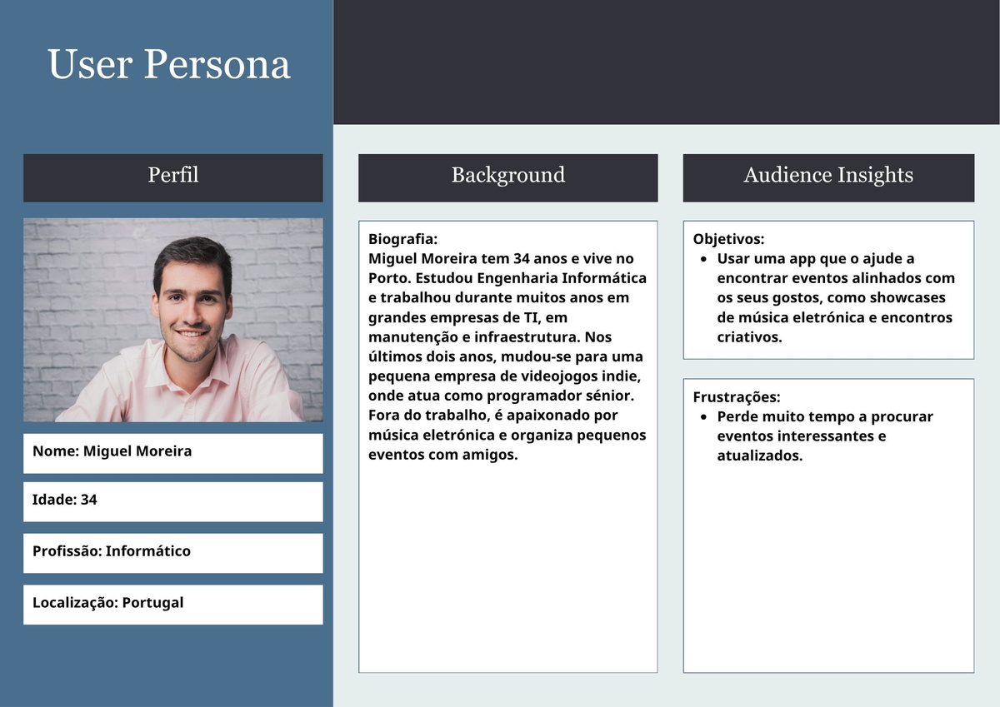 User Persona
Perfil
Nome: Miguel Moreira
Idade: 34
Profissão: Informático
Localização: Portugal
Background
Biografia:
Miguel Moreira tem 34 anos e vive no
Porto. Estudou Engenharia Informática
e trabalhou durante muitos anos em
grandes empresas de TI, em
manutenção e infraestrutura. Nos
últimos dois anos, mudou-se para uma
pequena empresa de videojogos indie,
onde atua como programador sénior.
Fora do trabalho, é apaixonado por
música eletrónica e organiza pequenos
eventos com amigos.
Audience Insights
Objetivos:
• Usar uma app que o ajude a
encontrar eventos alinhados com
os seus gostos, como showcases
de música eletrónica e encontros
criativos.
Frustrações:
• Perde muito tempo a procurar
eventos interessantes e
atualizados.